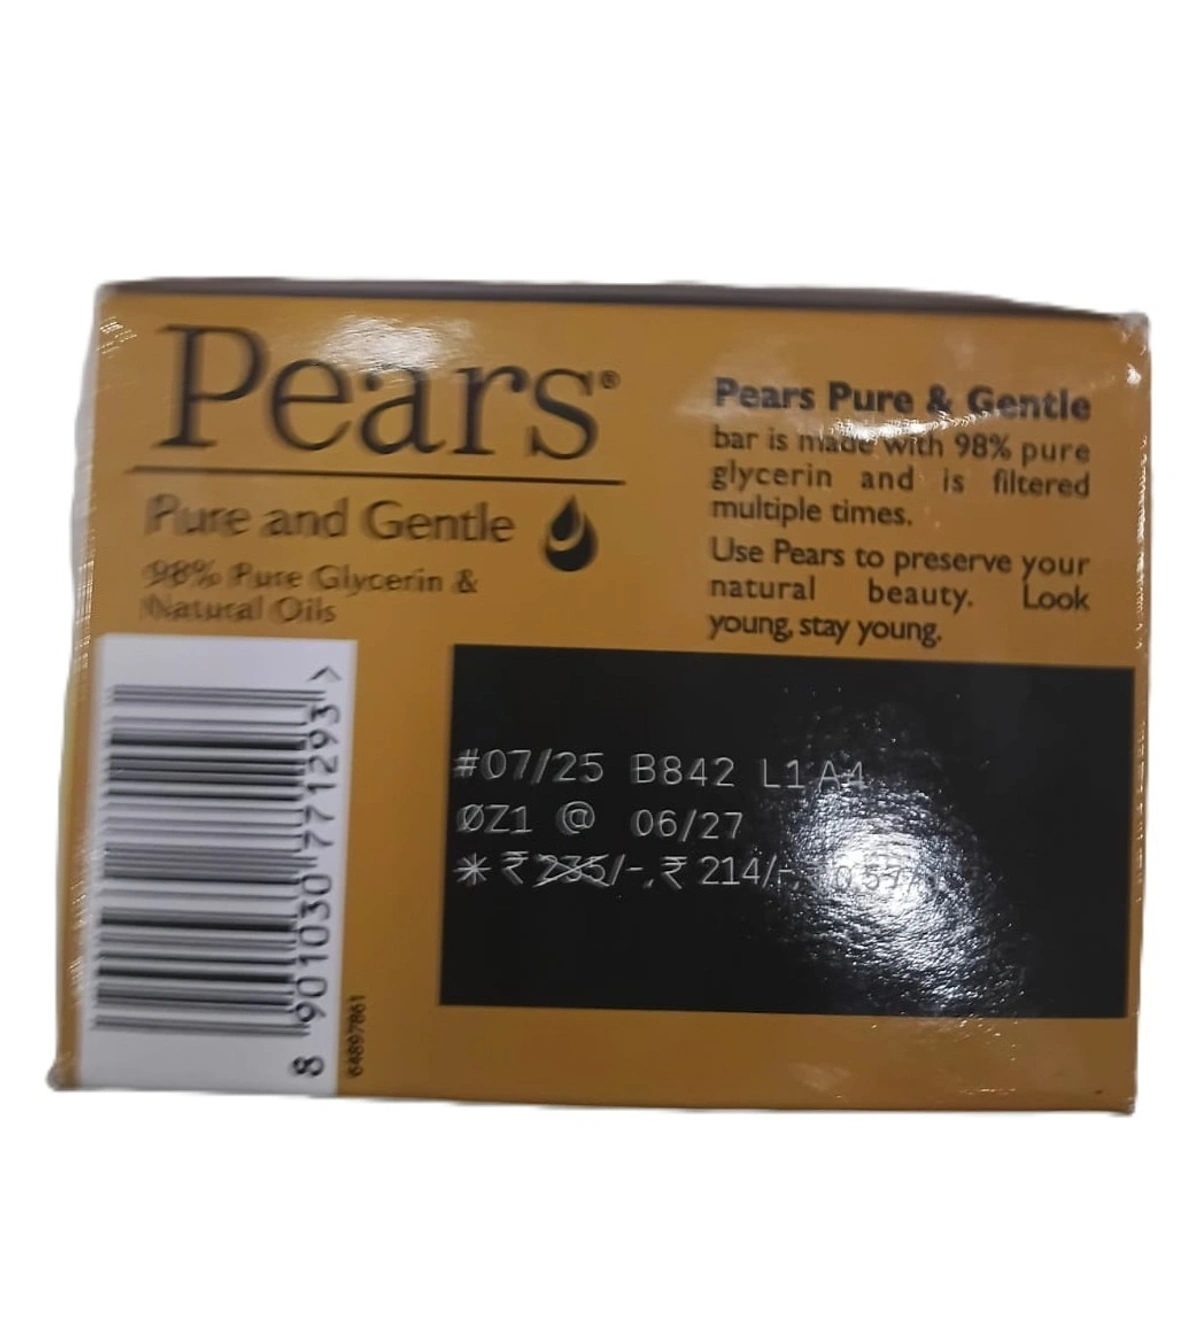 Pears®
Pure and Gentle
98% Pure Glycerin &
Natural Oils
Pears Pure & Gentle
bar is made with 98% pure
glycerin and is filtered
multiple times.
Use Pears to preserve your
natural beauty. Look
young, stay young.
8 901030 771293 >
64897861
#07/25 B842 L1 A4
ØZ1 @ 06/27
* ₹ 235/-, ₹ 214/-,